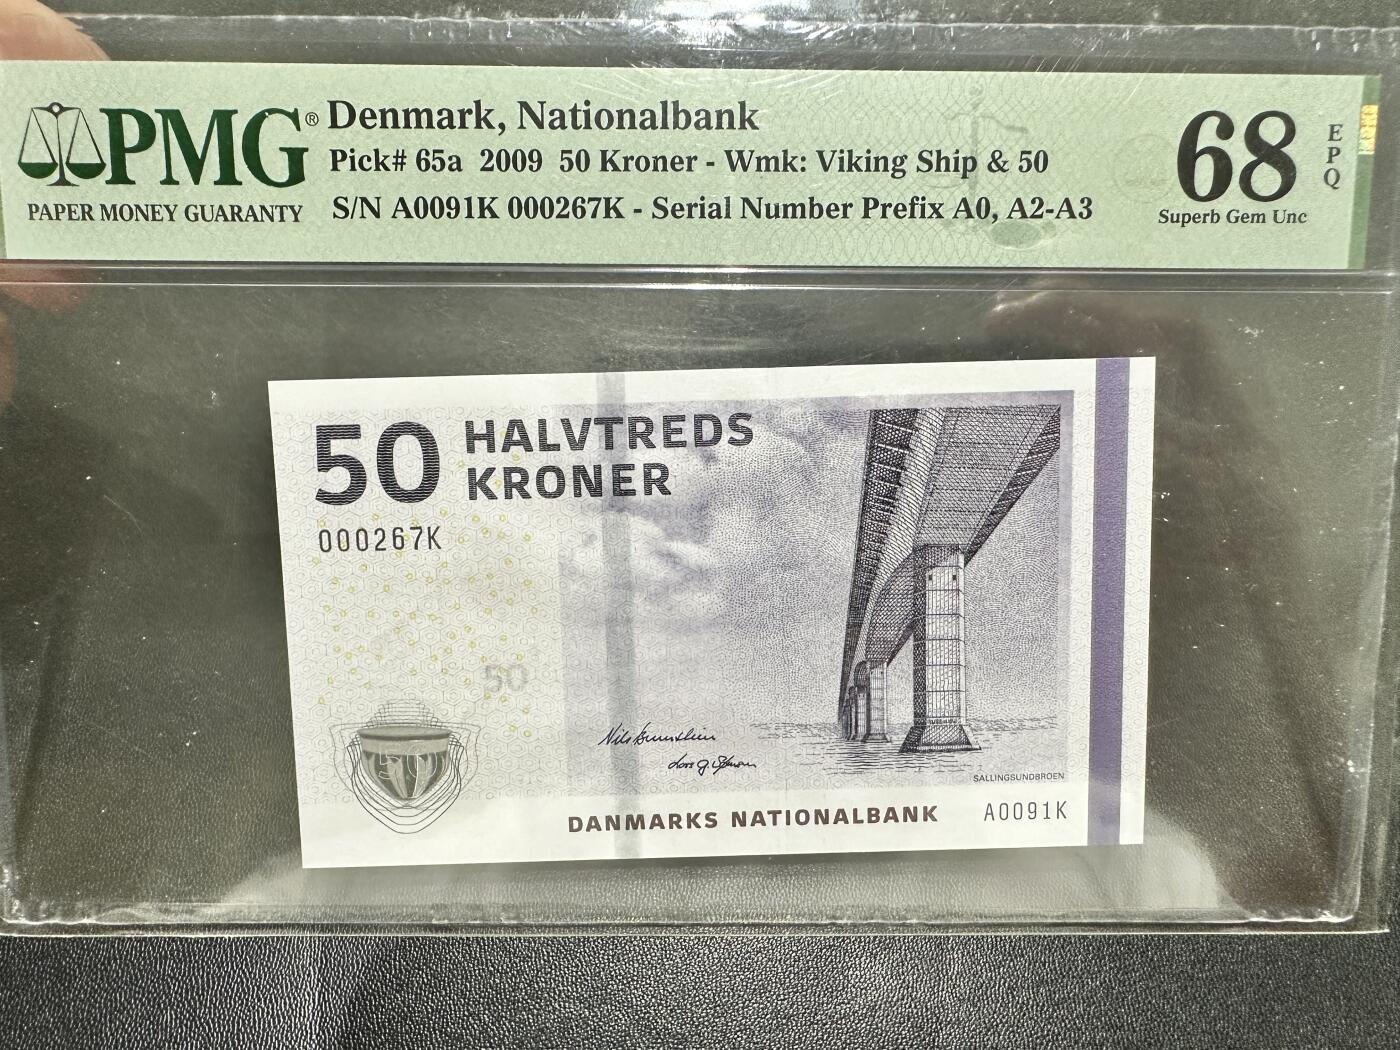 PMG® Denmark, Nationalbank
Pick# 65a 2009 50 Kroner - Wmk: Viking Ship & 50
PAPER MONEY GUARANTY S/N A0091K 000267K - Serial Number Prefix A0, A2-A3
68
EPQ
Superb Gem Unc
50 HALVTREDS
KRONER
000267K
50
50
SALLINGSUNDBROEN
DANMARKS NATIONALBANK A0091K